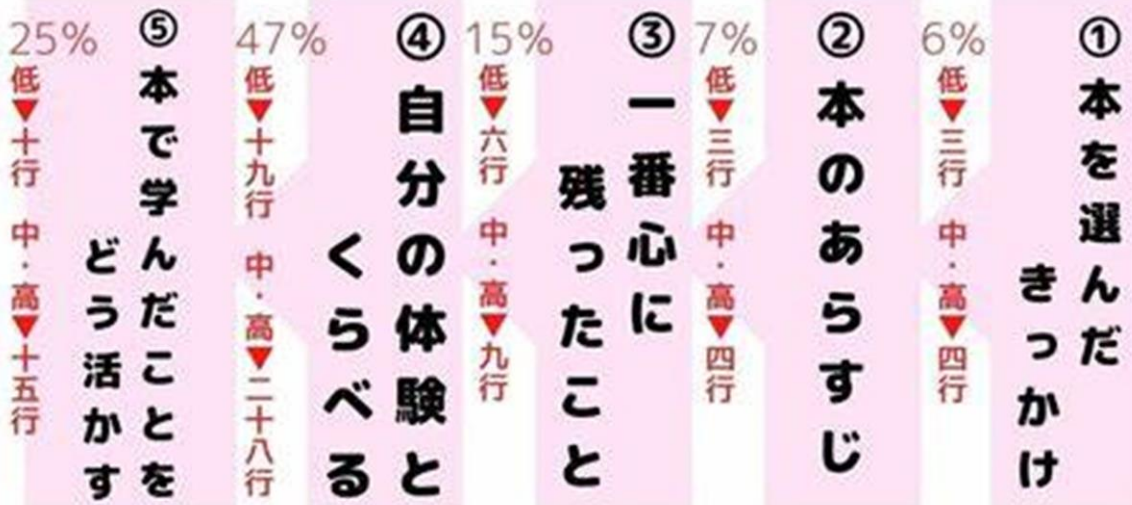 ①本を選んだ
きっかけ
6%
低▼三行 中・高▼四行
②本のあらすじ
7%
低▼三行 中・高▼四行
③一番心に
残ったこと
15%
低▼六行 中・高▼九行
④自分の体験と
くらべる
47%
低▼十九行 中・高▼二十八行
⑤本で学んだことを
どう活かす
25%
低▼十行 中・高▼十五行